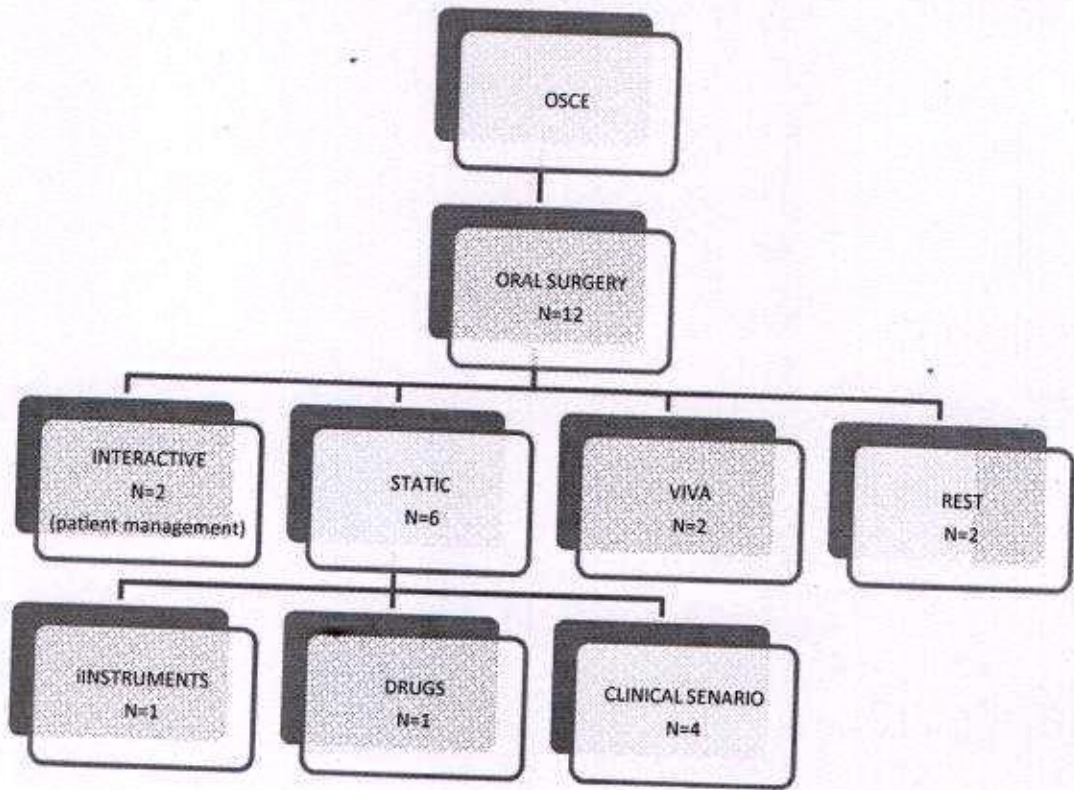 OSCE
ORAL SURGERY
N=12
INTERACTIVE
N=2
(patient management)
STATIC
N=6
VIVA
N=2
REST
N=2
iINSTRUMENTS
N=1
DRUGS
N=1
CLINICAL SENARIO
N=4